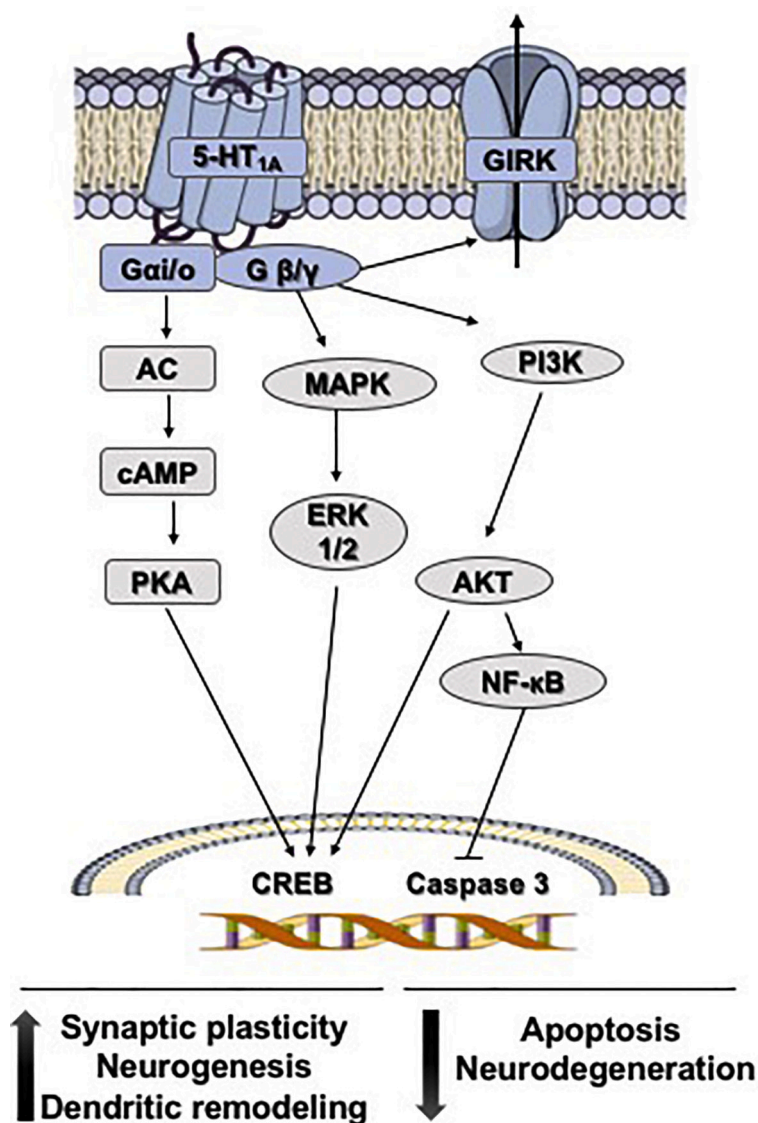 5-HT1A
GIRK
Gαi/o
G β/γ
AC
MAPK
PI3K
cAMP
ERK
1/2
PKA
AKT
NF-κB
CREB
Caspase 3
Synaptic plasticity
Neurogenesis
Dendritic remodeling
Apoptosis
Neurodegeneration